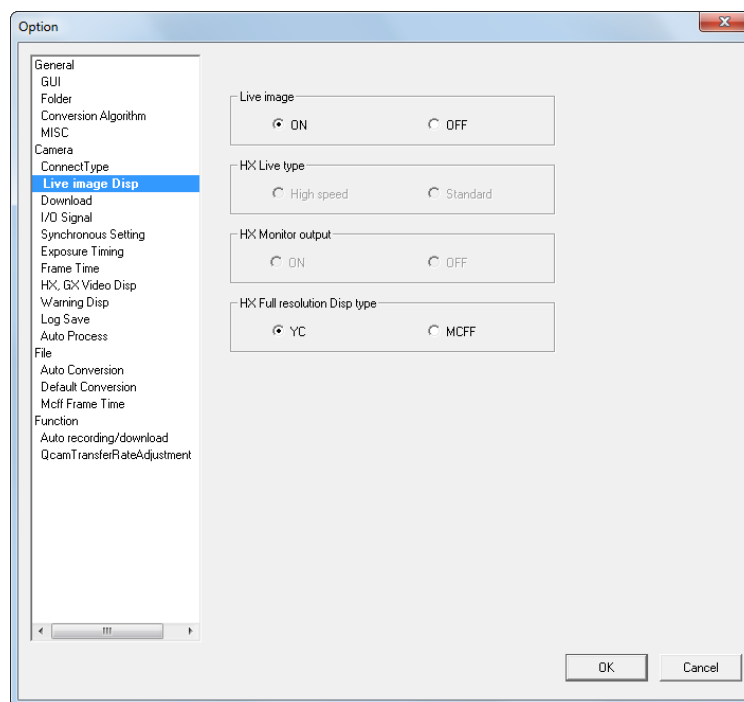 Option
General
GUI
Folder
Conversion Algorithm
MISC
Camera
ConnectType
Live image Disp
Download
I/O Signal
Synchronous Setting
Exposure Timing
Frame Time
HX, GX Video Disp
Warning Disp
Log Save
Auto Process
File
Auto Conversion
Default Conversion
Mcff Frame Time
Function
Auto recording/download
QcamTransferRateAdjustment
Live image
ON OFF
HX Live type
High speed Standard
HX Monitor output
ON OFF
HX Full resolution Disp type
YC MCFF
OK Cancel